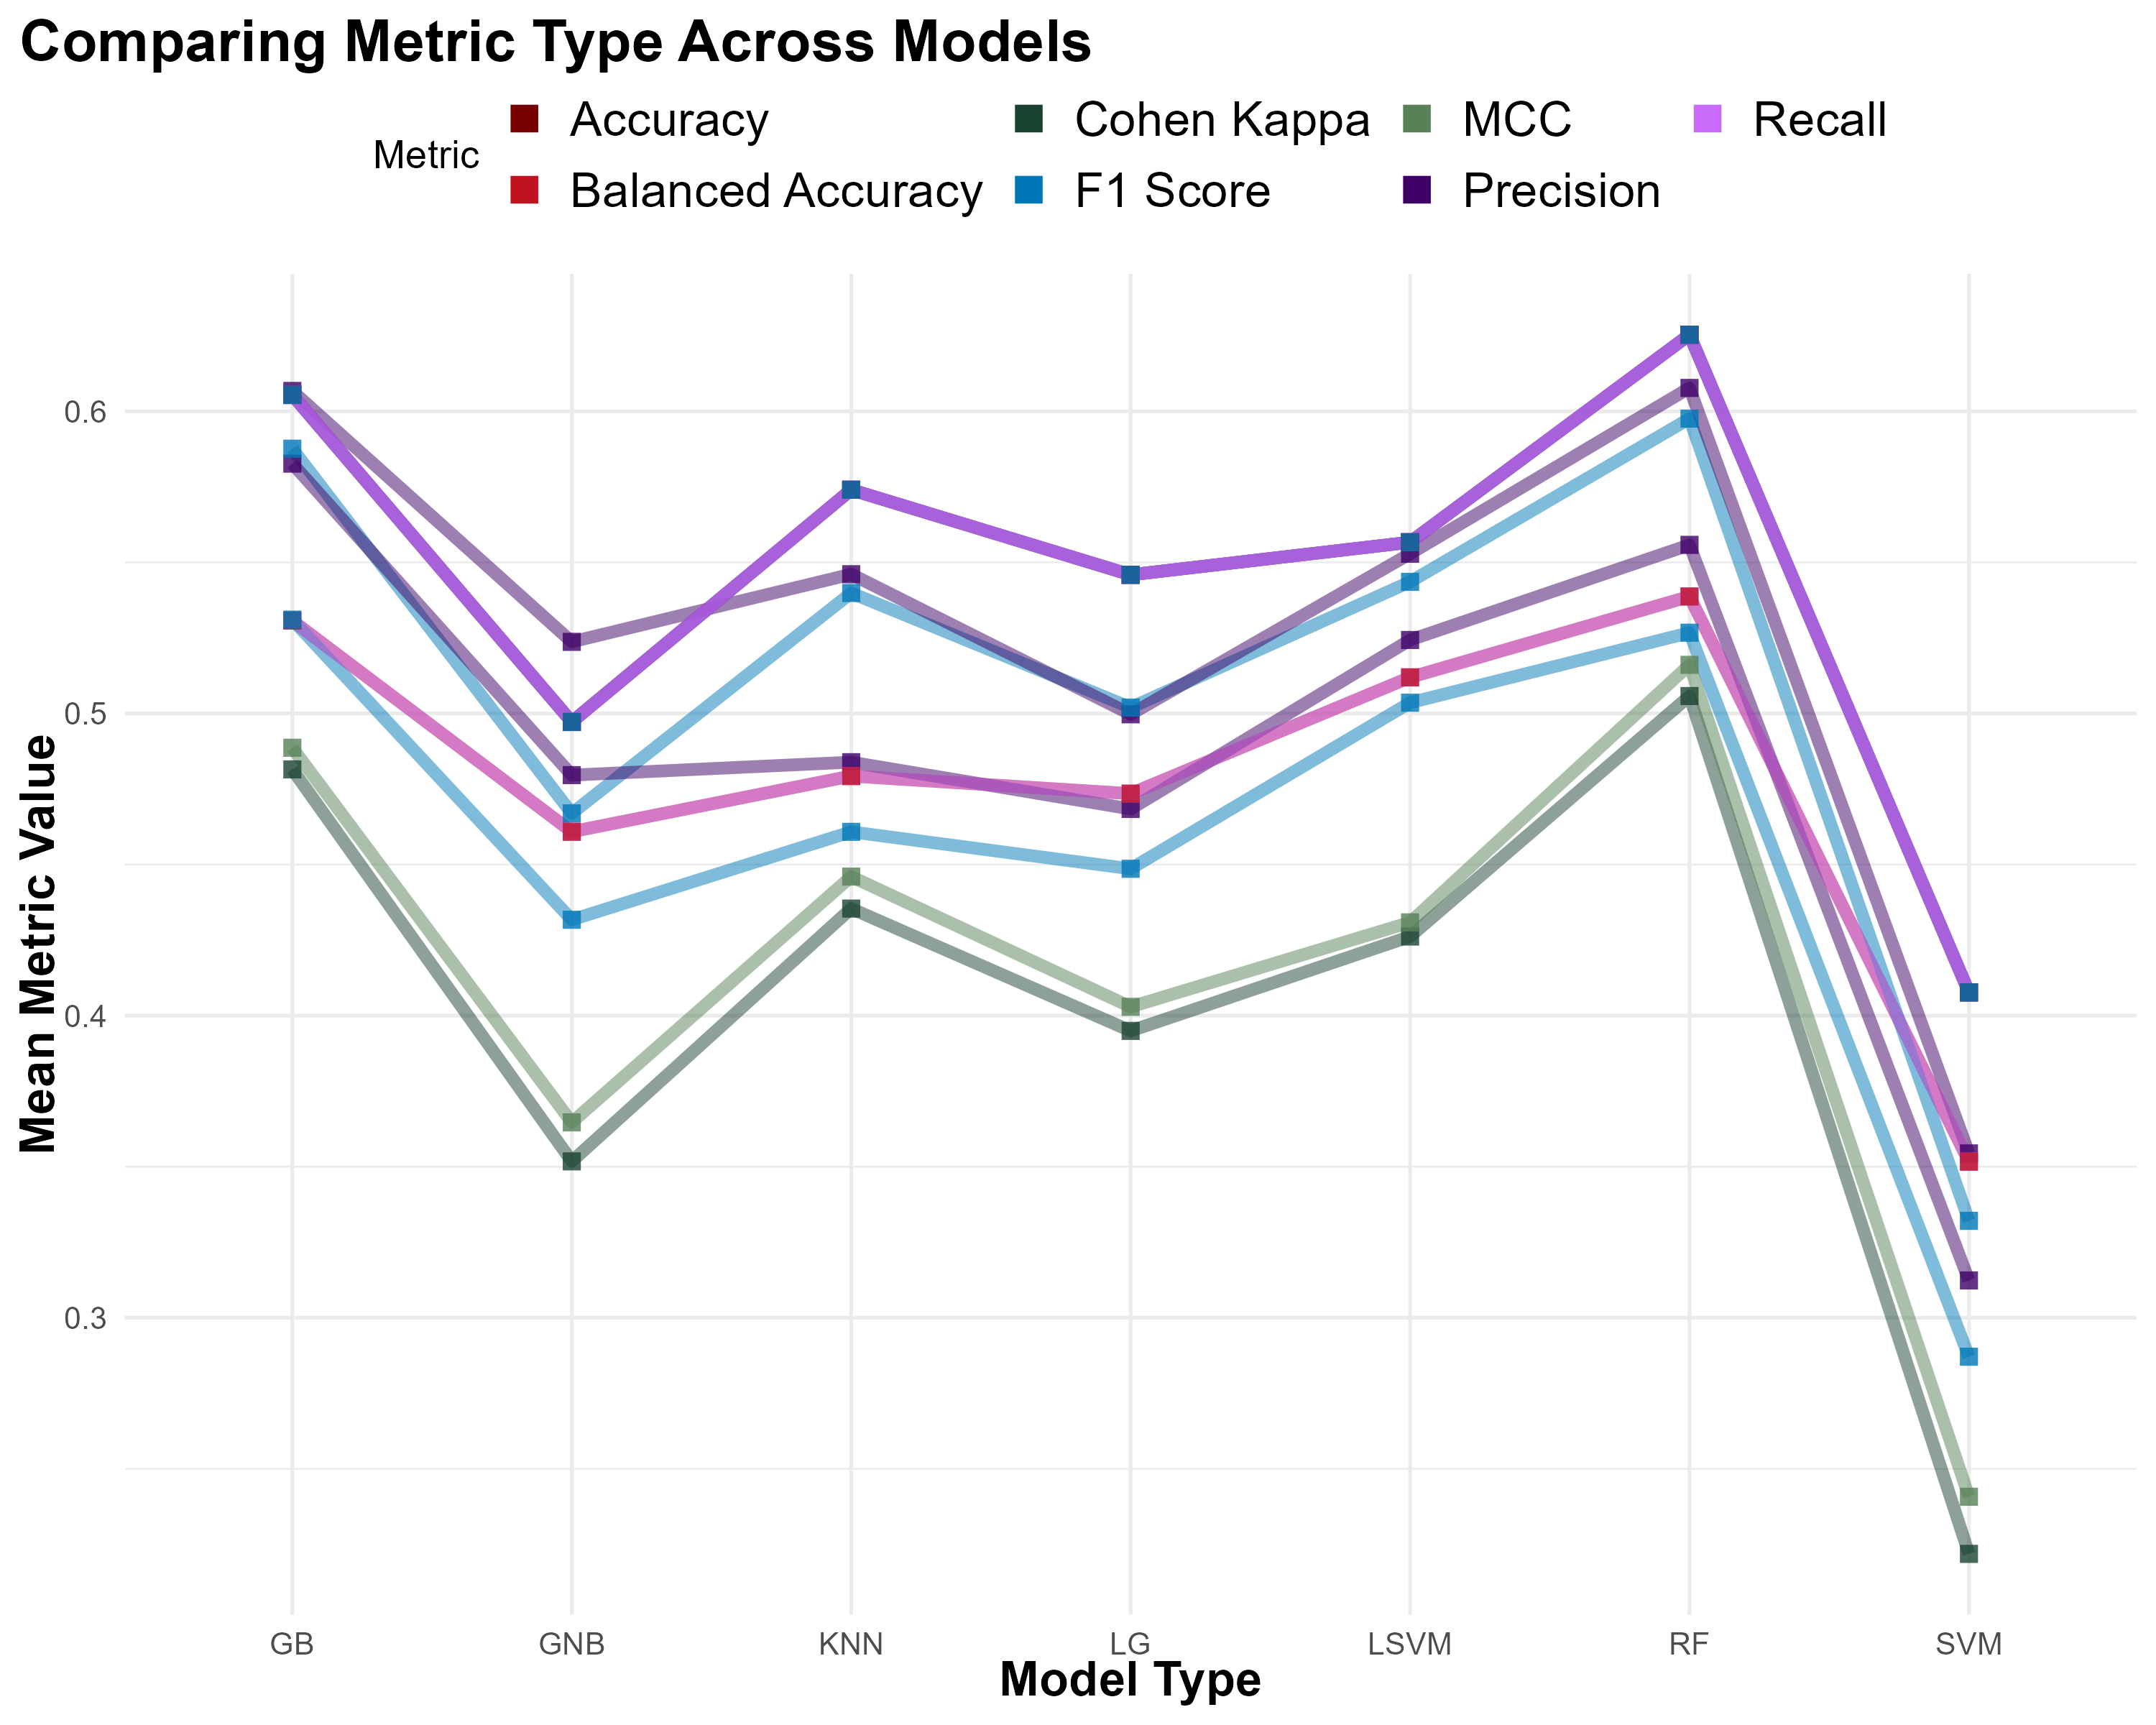 Comparing Metric Type Across Models
Metric
Accuracy
Cohen Kappa
MCC
Recall
Balanced Accuracy
F1 Score
Precision
Mean Metric Value
0.6
0.5
0.4
0.3
GB
GNB
KNN
LG
LSVM
RF
SVM
Model Type